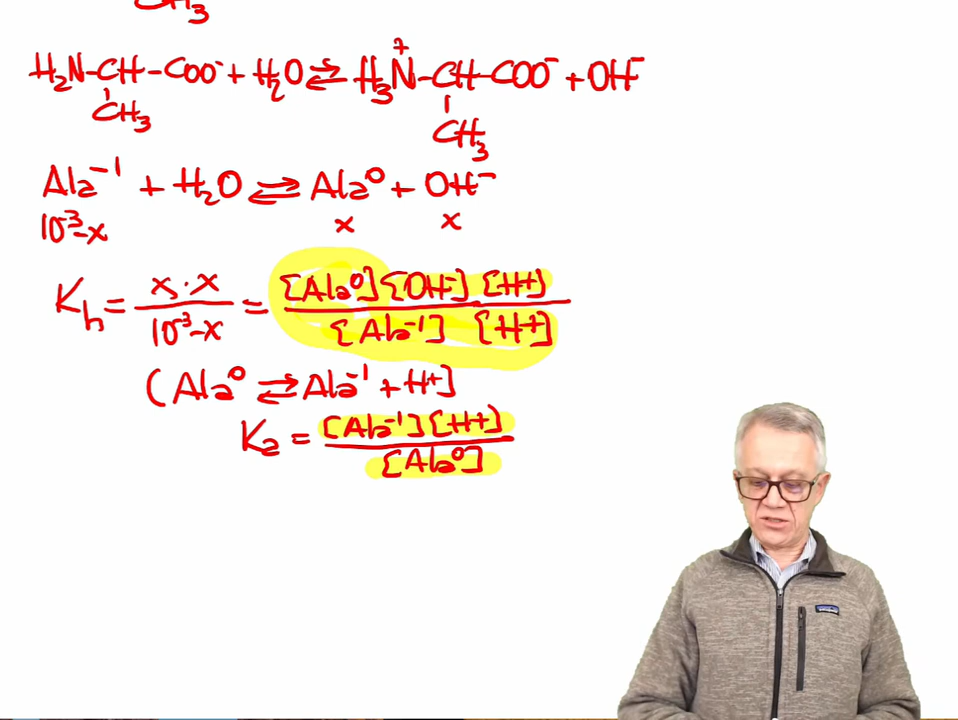 CH₃
H₂N-CH-COO⁻ + H₂O ⇌ H₃N⁺-CH-COO⁻ + OH⁻
CH₃ CH₃
Ala⁻¹ + H₂O ⇌ Ala⁰ + OH⁻
10⁻³-x x x
Kh = x·x / 10⁻³-x = [Ala⁰][OH⁻][H+] / [Ala⁻¹][H+]
(Ala⁰ ⇌ Ala⁻¹ + H+]
K₂ = [Ala⁻¹][H+] / [Ala⁰]